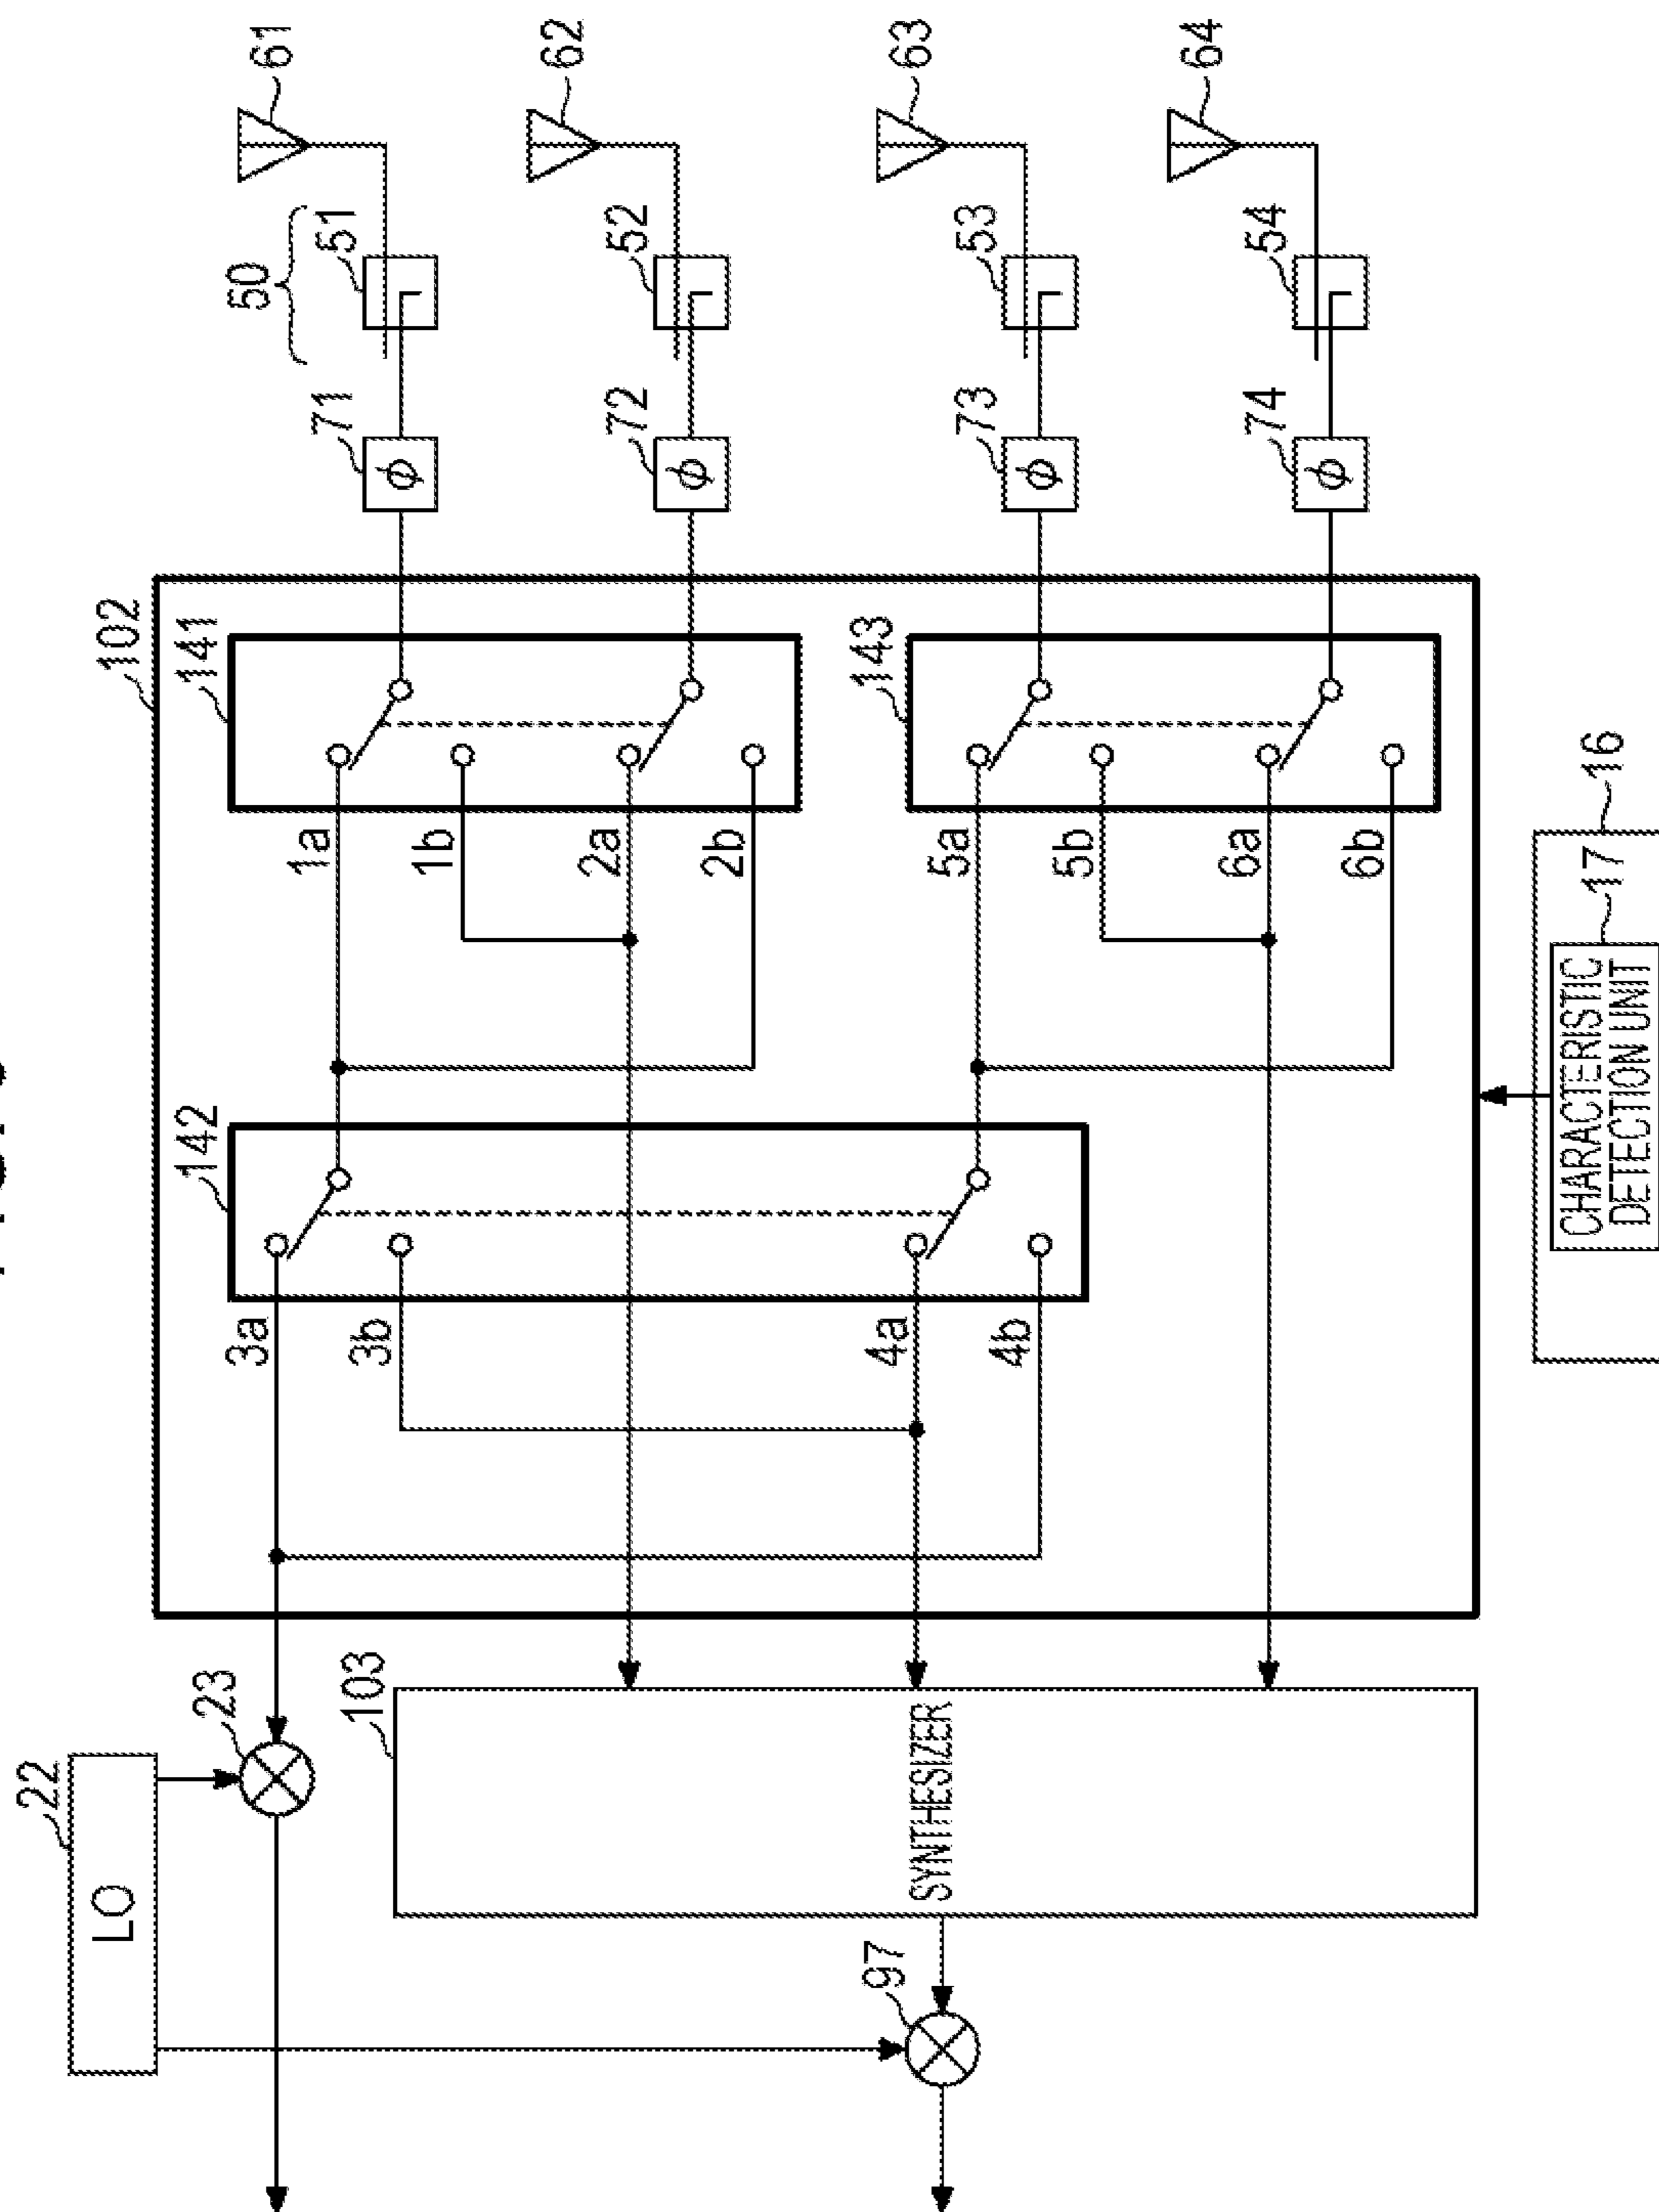 61
62
63
64
50
51
52
53
54
71
72
73
74
ϕ
ϕ
ϕ
ϕ
102
141
143
1a
1b
2a
2b
5a
5b
6a
6b
142
3a
3b
4a
4b
16
17
CHARACTERISTIC
DETECTION UNIT
22
LO
23
103
SYNTHESIZER
97